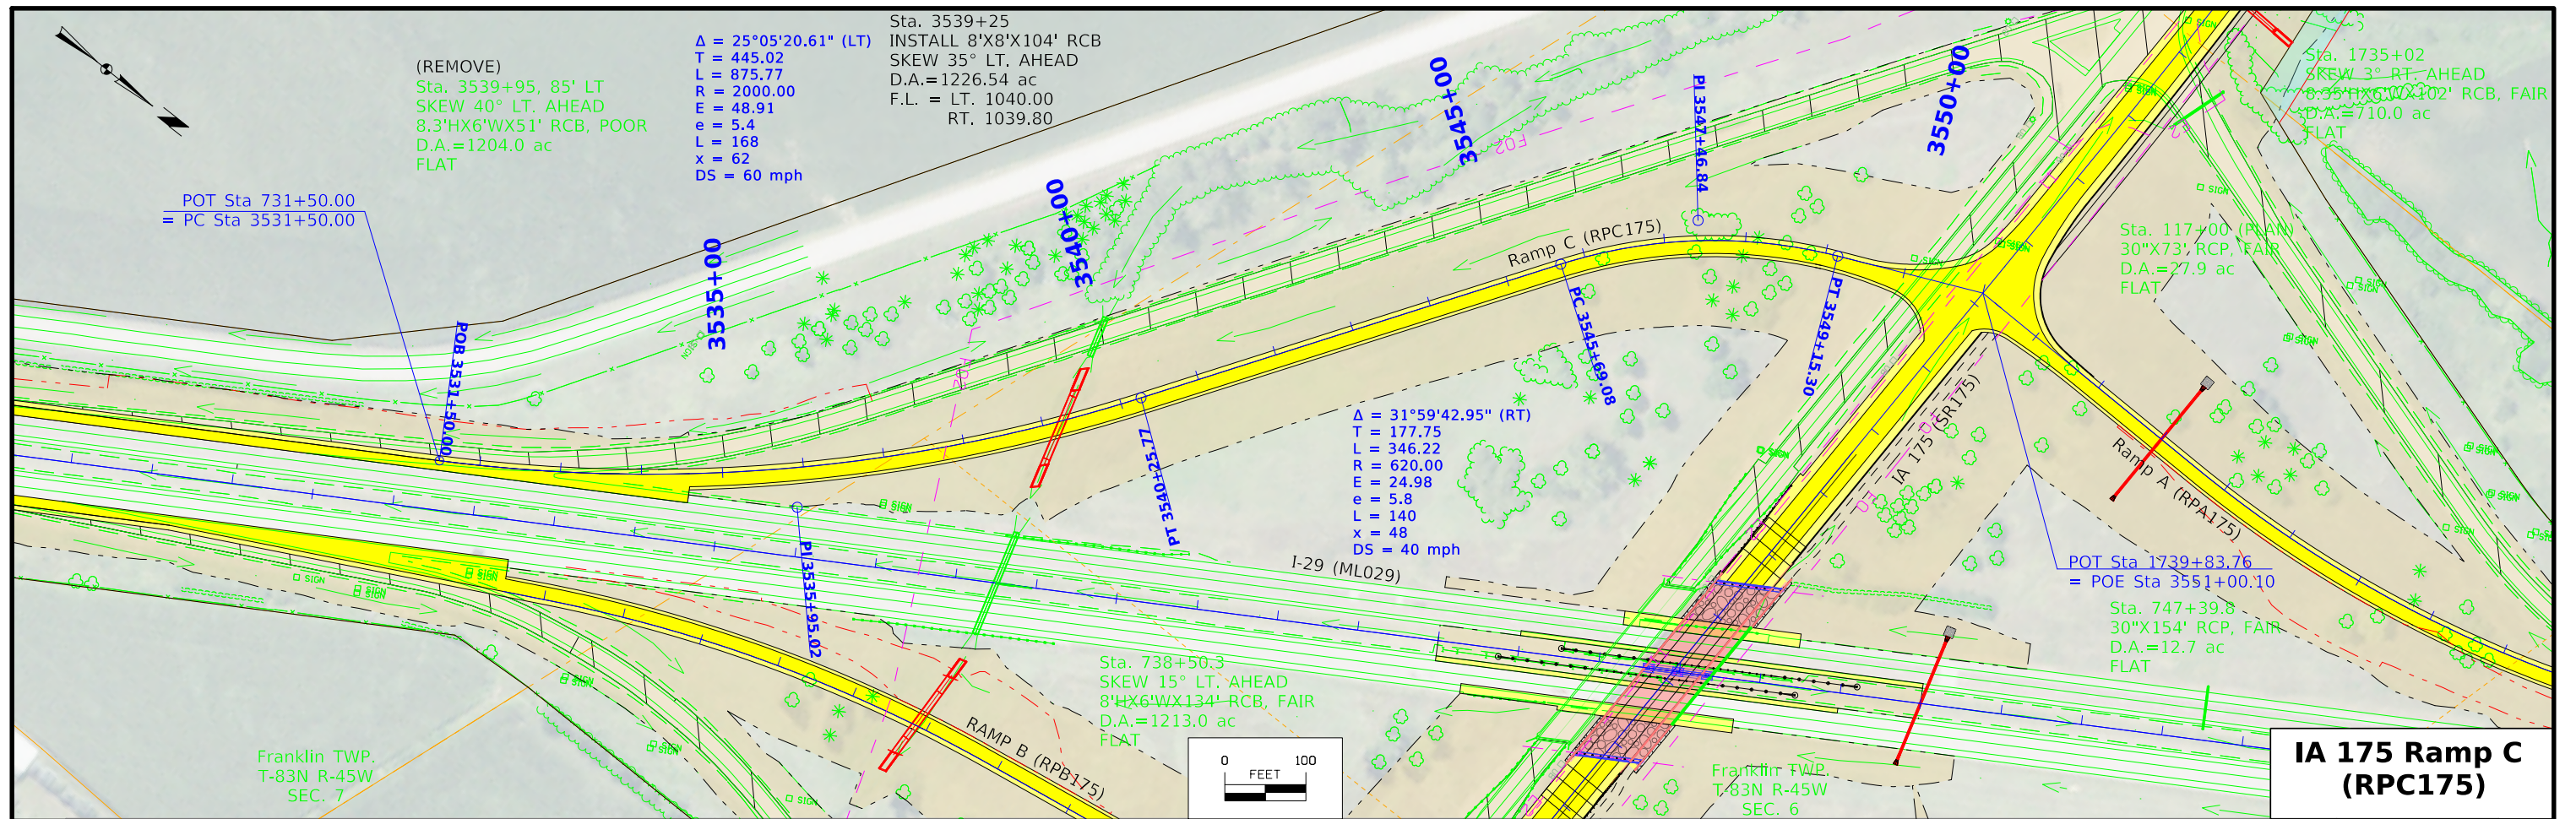 (REMOVE)
Sta. 3539+95, 85' LT
SKEW 40° LT. AHEAD
8.3'HX6'WX51' RCB, POOR
D.A.=1204.0 ac
FLAT
Δ = 25°05'20.61" (LT)
T = 445.02
L = 875.77
R = 2000.00
E = 48.91
e = 5.4
L = 168
x = 62
DS = 60 mph
Sta. 3539+25
INSTALL 8'X8'X104' RCB
SKEW 35° LT. AHEAD
D.A.=1226.54 ac
F.L. = LT. 1040.00
RT. 1039.80
POT Sta 731+50.00
= PC Sta 3531+50.00
POB 3531+50.00
3535+00
3540+00
3545+00
3550+00
PI 3547+46.84
F02
Sta. 1735+02
SKEW 3° RT. AHEAD
8.35'HX6'WX102' RCB, FAIR
D.A.=710.0 ac
FLAT
Sta. 117+00 (PLAN)
30"X73' RCP, FAIR
D.A.=27.9 ac
FLAT
Ramp C (RPC175)
PC 3545+69.08
PT 3549+15.30
PT 3540+25.77
PI 3535+95.02
Δ = 31°59'42.95" (RT)
T = 177.75
L = 346.22
R = 620.00
E = 24.98
e = 5.8
L = 140
x = 48
DS = 40 mph
I-29 (ML029)
IA 175 (SR175)
Ramp A (RPA175)
POT Sta 1739+83.76
= POE Sta 3551+00.10
Sta. 747+39.8
30"X154' RCP, FAIR
D.A.=12.7 ac
FLAT
Sta. 738+50.3
SKEW 15° LT. AHEAD
8'HX6'WX134' RCB, FAIR
D.A.=1213.0 ac
FLAT
RAMP B (RPB175)
Franklin TWP.
T-83N R-45W
SEC. 7
0 100
FEET
Franklin TWP.
T-83N R-45W
SEC. 6
SIGN
SIGN
SIGN
SIGN
IA 175 Ramp C
(RPC175)